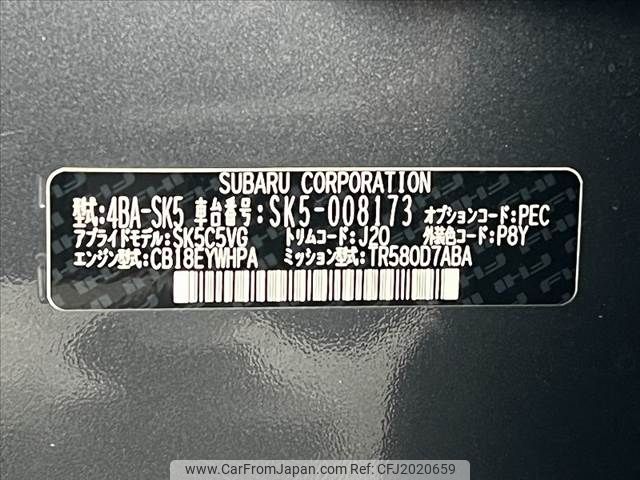 SUBARU CORPORATION
型式:4BA-SK5 車台番号:SK5-008173 オプションコード:PEC
アプライドモデル:SK5C5VG トリムコード:J20 外装色コード:P8Y
エンジン型式:CB18EYWHPA ミッション型式:TR580D7ABA
www.CarFromJapan.com - CFJ2020659